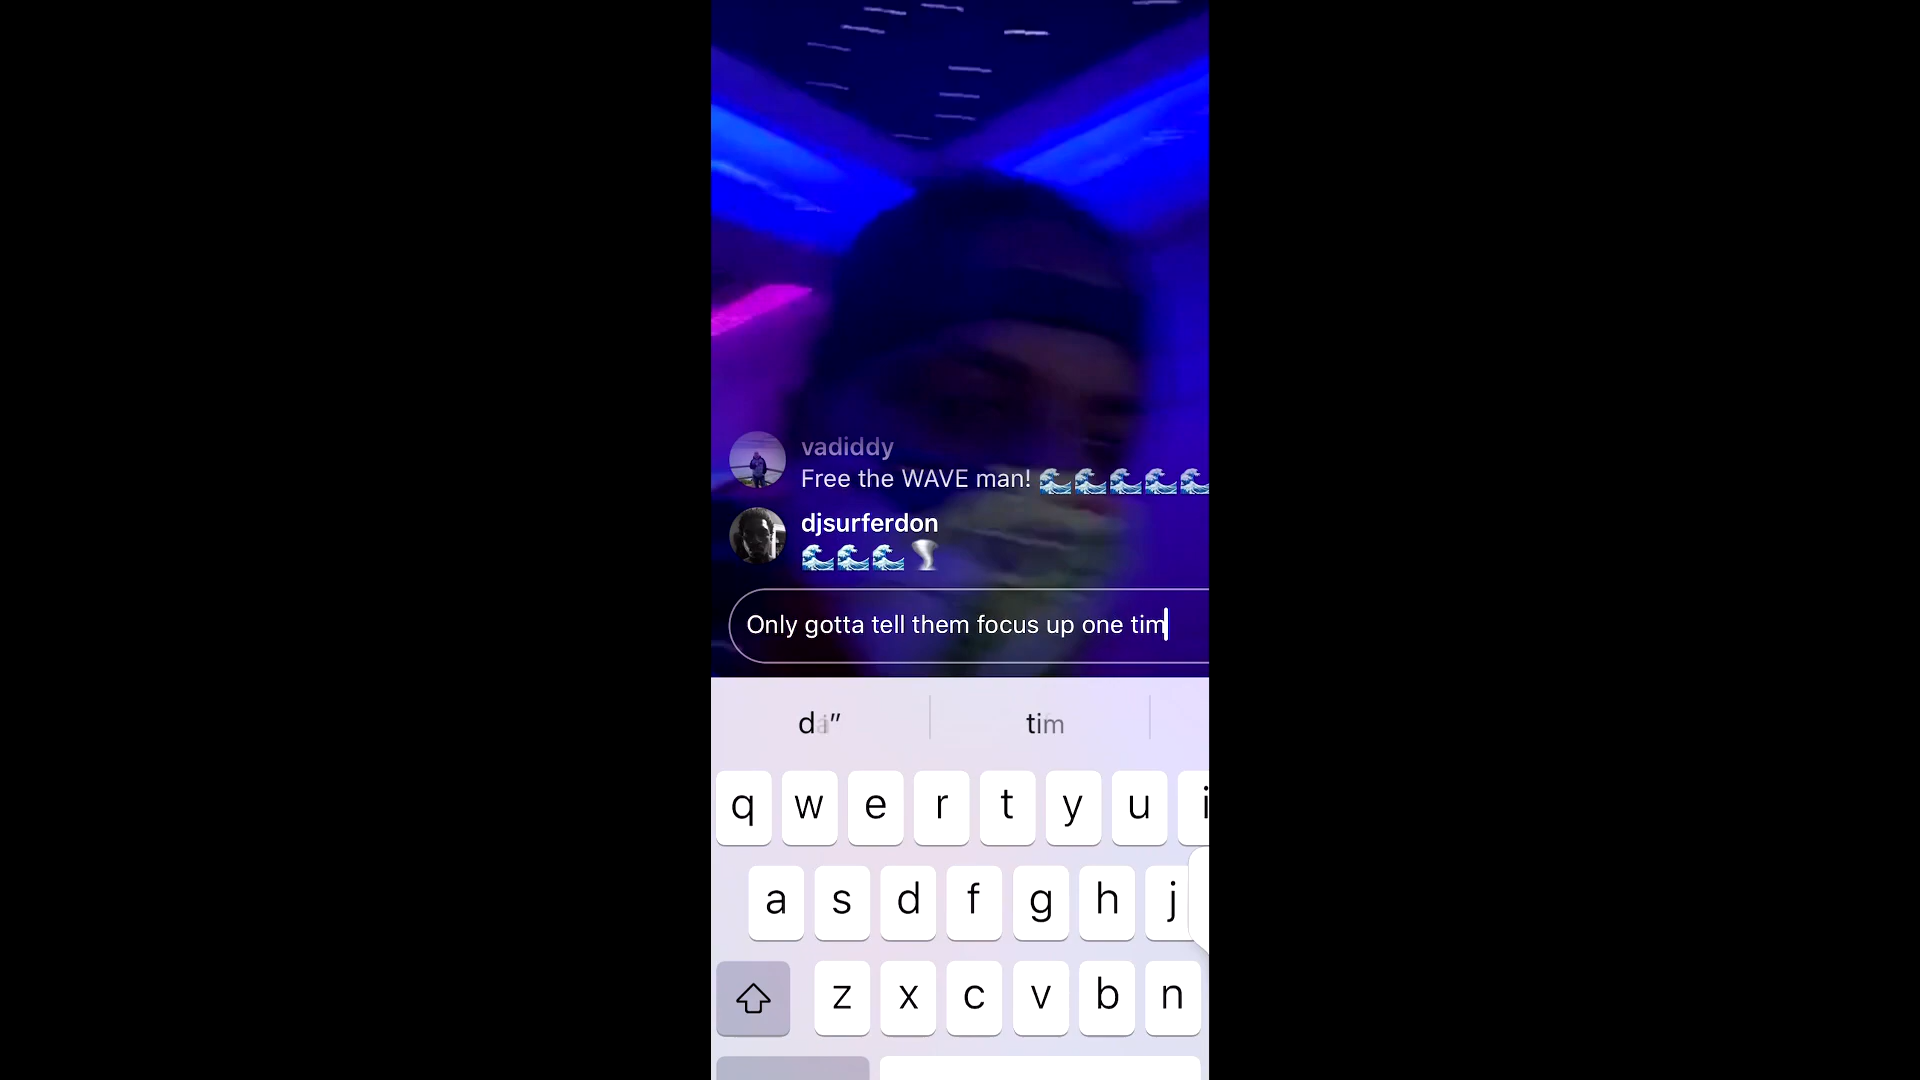 vadiddy
Free the WAVE man! 🌊🌊🌊🌊🌊
djsurferdon
🌊🌊🌊🌪
Only gotta tell them focus up one tim
tim
q w e r t y u i
a s d f g h j
z x c v b n